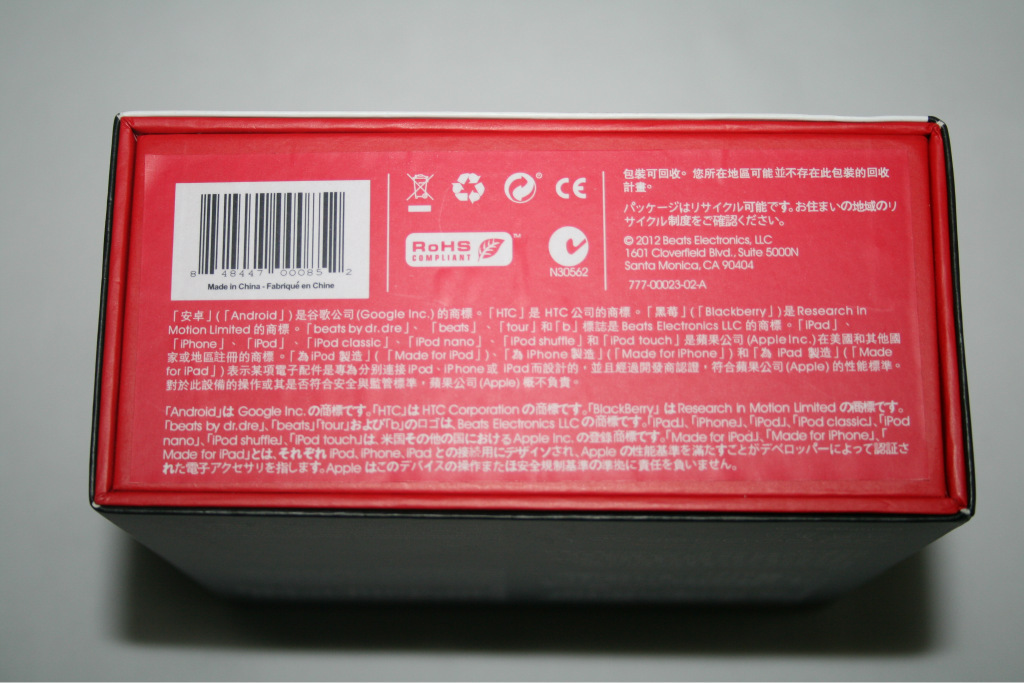 8 48447 00085 2
Made in China - Fabriqué en Chine
CE
RoHS
COMPLIANT
™
N30562
包裝可回收。您所在地區可能並不存在此包裝的回收
計畫。
パッケージはリサイクル可能です。お住まいの地域のリ
サイクル制度をご確認ください。
© 2012 Beats Electronics, LLC
1601 Cloverfield Blvd., Suite 5000N
Santa Monica, CA 90404
777-00023-02-A
「安卓」(「Android」) 是谷歌公司 (Google Inc.) 的商標。「HTC」是 HTC 公司的商標。「黑莓」(「Blackberry」) 是 Research in
Motion Limited 的商標。「beats by dr. dre」、「beats」、「tour」和「b」標誌是 Beats Electronics LLC 的商標。「iPad」、
「iPhone」、「iPod」、「iPod classic」、「iPod nano」、「iPod shuffle」和「iPod touch」是蘋果公司 (Apple Inc.) 在美國和其他國
家或地區註冊的商標。「為 iPod 製造」(「Made for iPod」)、「為 iPhone 製造」(「Made for iPhone」) 和「為 iPad 製造」(「Made
for iPad」) 表示某項電子配件是專為分別連接 iPod、iPhone 或 iPad 而設計的，並且經過開發商認證，符合蘋果公司 (Apple) 的性能標準。
對於此設備的操作或其是否符合安全與監管標準，蘋果公司 (Apple) 概不負責。
「Android」は Google Inc. の商標です。「HTC」は HTC Corporation の商標です。「BlackBerry」は Research in Motion Limited の商標です。
「beats by dr. dre」、「beats」「tour」および「b」のロゴは、Beats Electronics LLC の商標です。「iPad」、「iPhone」、「iPod」、「iPod classic」、「iPod
nano」、「iPod shuffle」、「iPod touch」は、米国その他の国における Apple Inc. の登録商標です。「Made for iPod」、「Made for iPhone」、「
Made for iPad」とは、それぞれ iPod, iPhone, iPad との接続用にデザインされ、Apple の性能基準を満たすことがデベロッパーによって認証さ
れた電子アクセサリを指します。Apple はこのデバイスの操作または安全規制基準の準拠に責任を負いません。